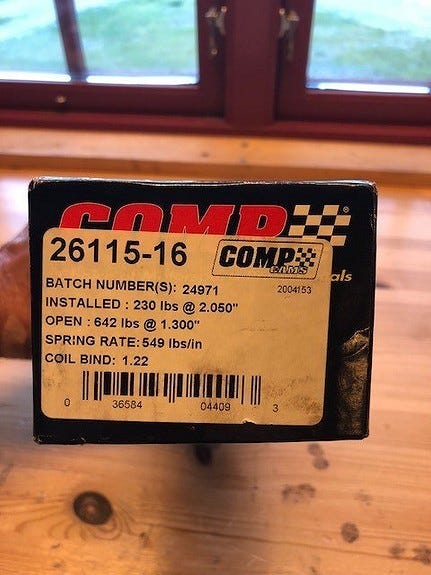 COMP
®
26115-16
COMP
CAMS
als
BATCH NUMBER(S): 24971
2004153
INSTALLED : 230 lbs @ 2.050"
OPEN : 642 lbs @ 1.300"
SPRING RATE: 549 lbs/in
COIL BIND: 1.22
0 36584 04409 3